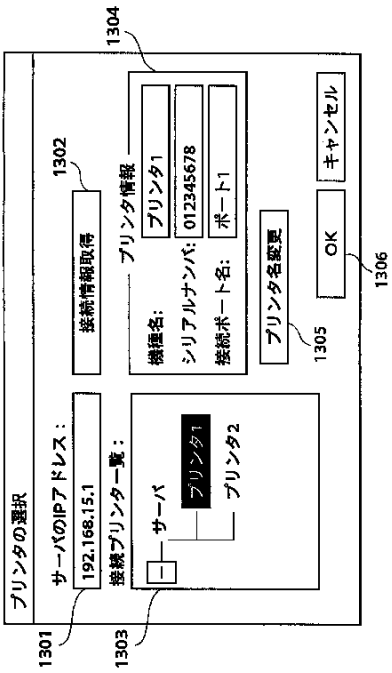 プリンタの選択
サーバのIPアドレス：
1301
192.168.15.1
接続情報取得
1302
接続プリンタ一覧：
1303
− サーバ
プリンタ1
プリンタ2
プリンタ情報
1304
機種名： プリンタ1
シリアルナンバ： 012345678
接続ポート名： ポート1
プリンタ名変更
1305
OK
1306
キャンセル